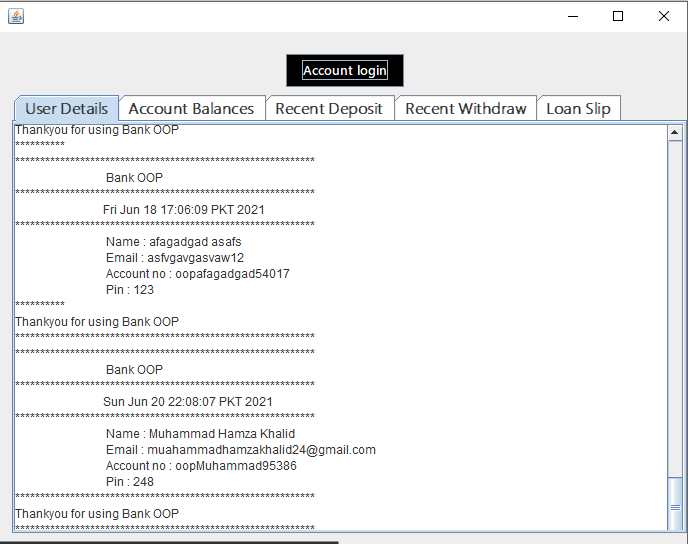 Account login
User Details Account Balances Recent Deposit Recent Withdraw Loan Slip
Thankyou for using Bank OOP
**********
************************************************************
Bank OOP
************************************************************
Fri Jun 18 17:06:09 PKT 2021
************************************************************
Name : afagadgad asafs
Email : asfvgavgasvaw12
Account no : oopafagadgad54017
Pin : 123
**********
Thankyou for using Bank OOP
************************************************************
************************************************************
Bank OOP
************************************************************
Sun Jun 20 22:08:07 PKT 2021
************************************************************
Name : Muhammad Hamza Khalid
Email : muahammadhamzakhalid24@gmail.com
Account no : oopMuhammad95386
Pin : 248
************************************************************
Thankyou for using Bank OOP
************************************************************